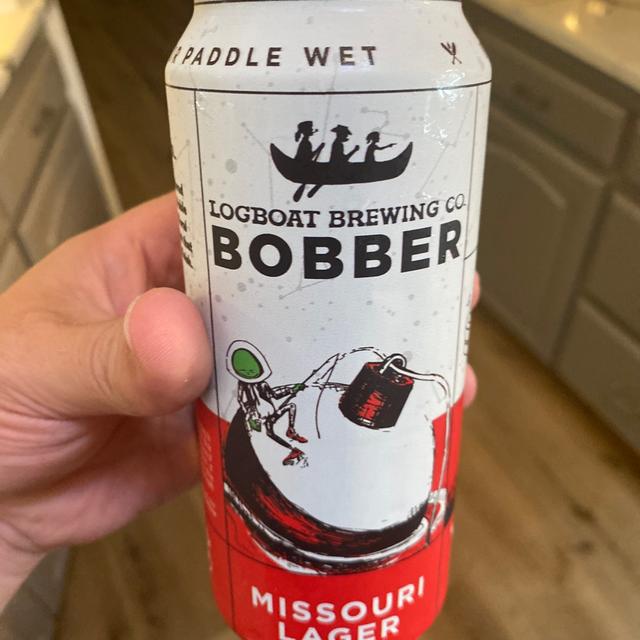 PADDLE WET
LOGBOAT BREWING CO.
BOBBER
MISSOURI
LAGER